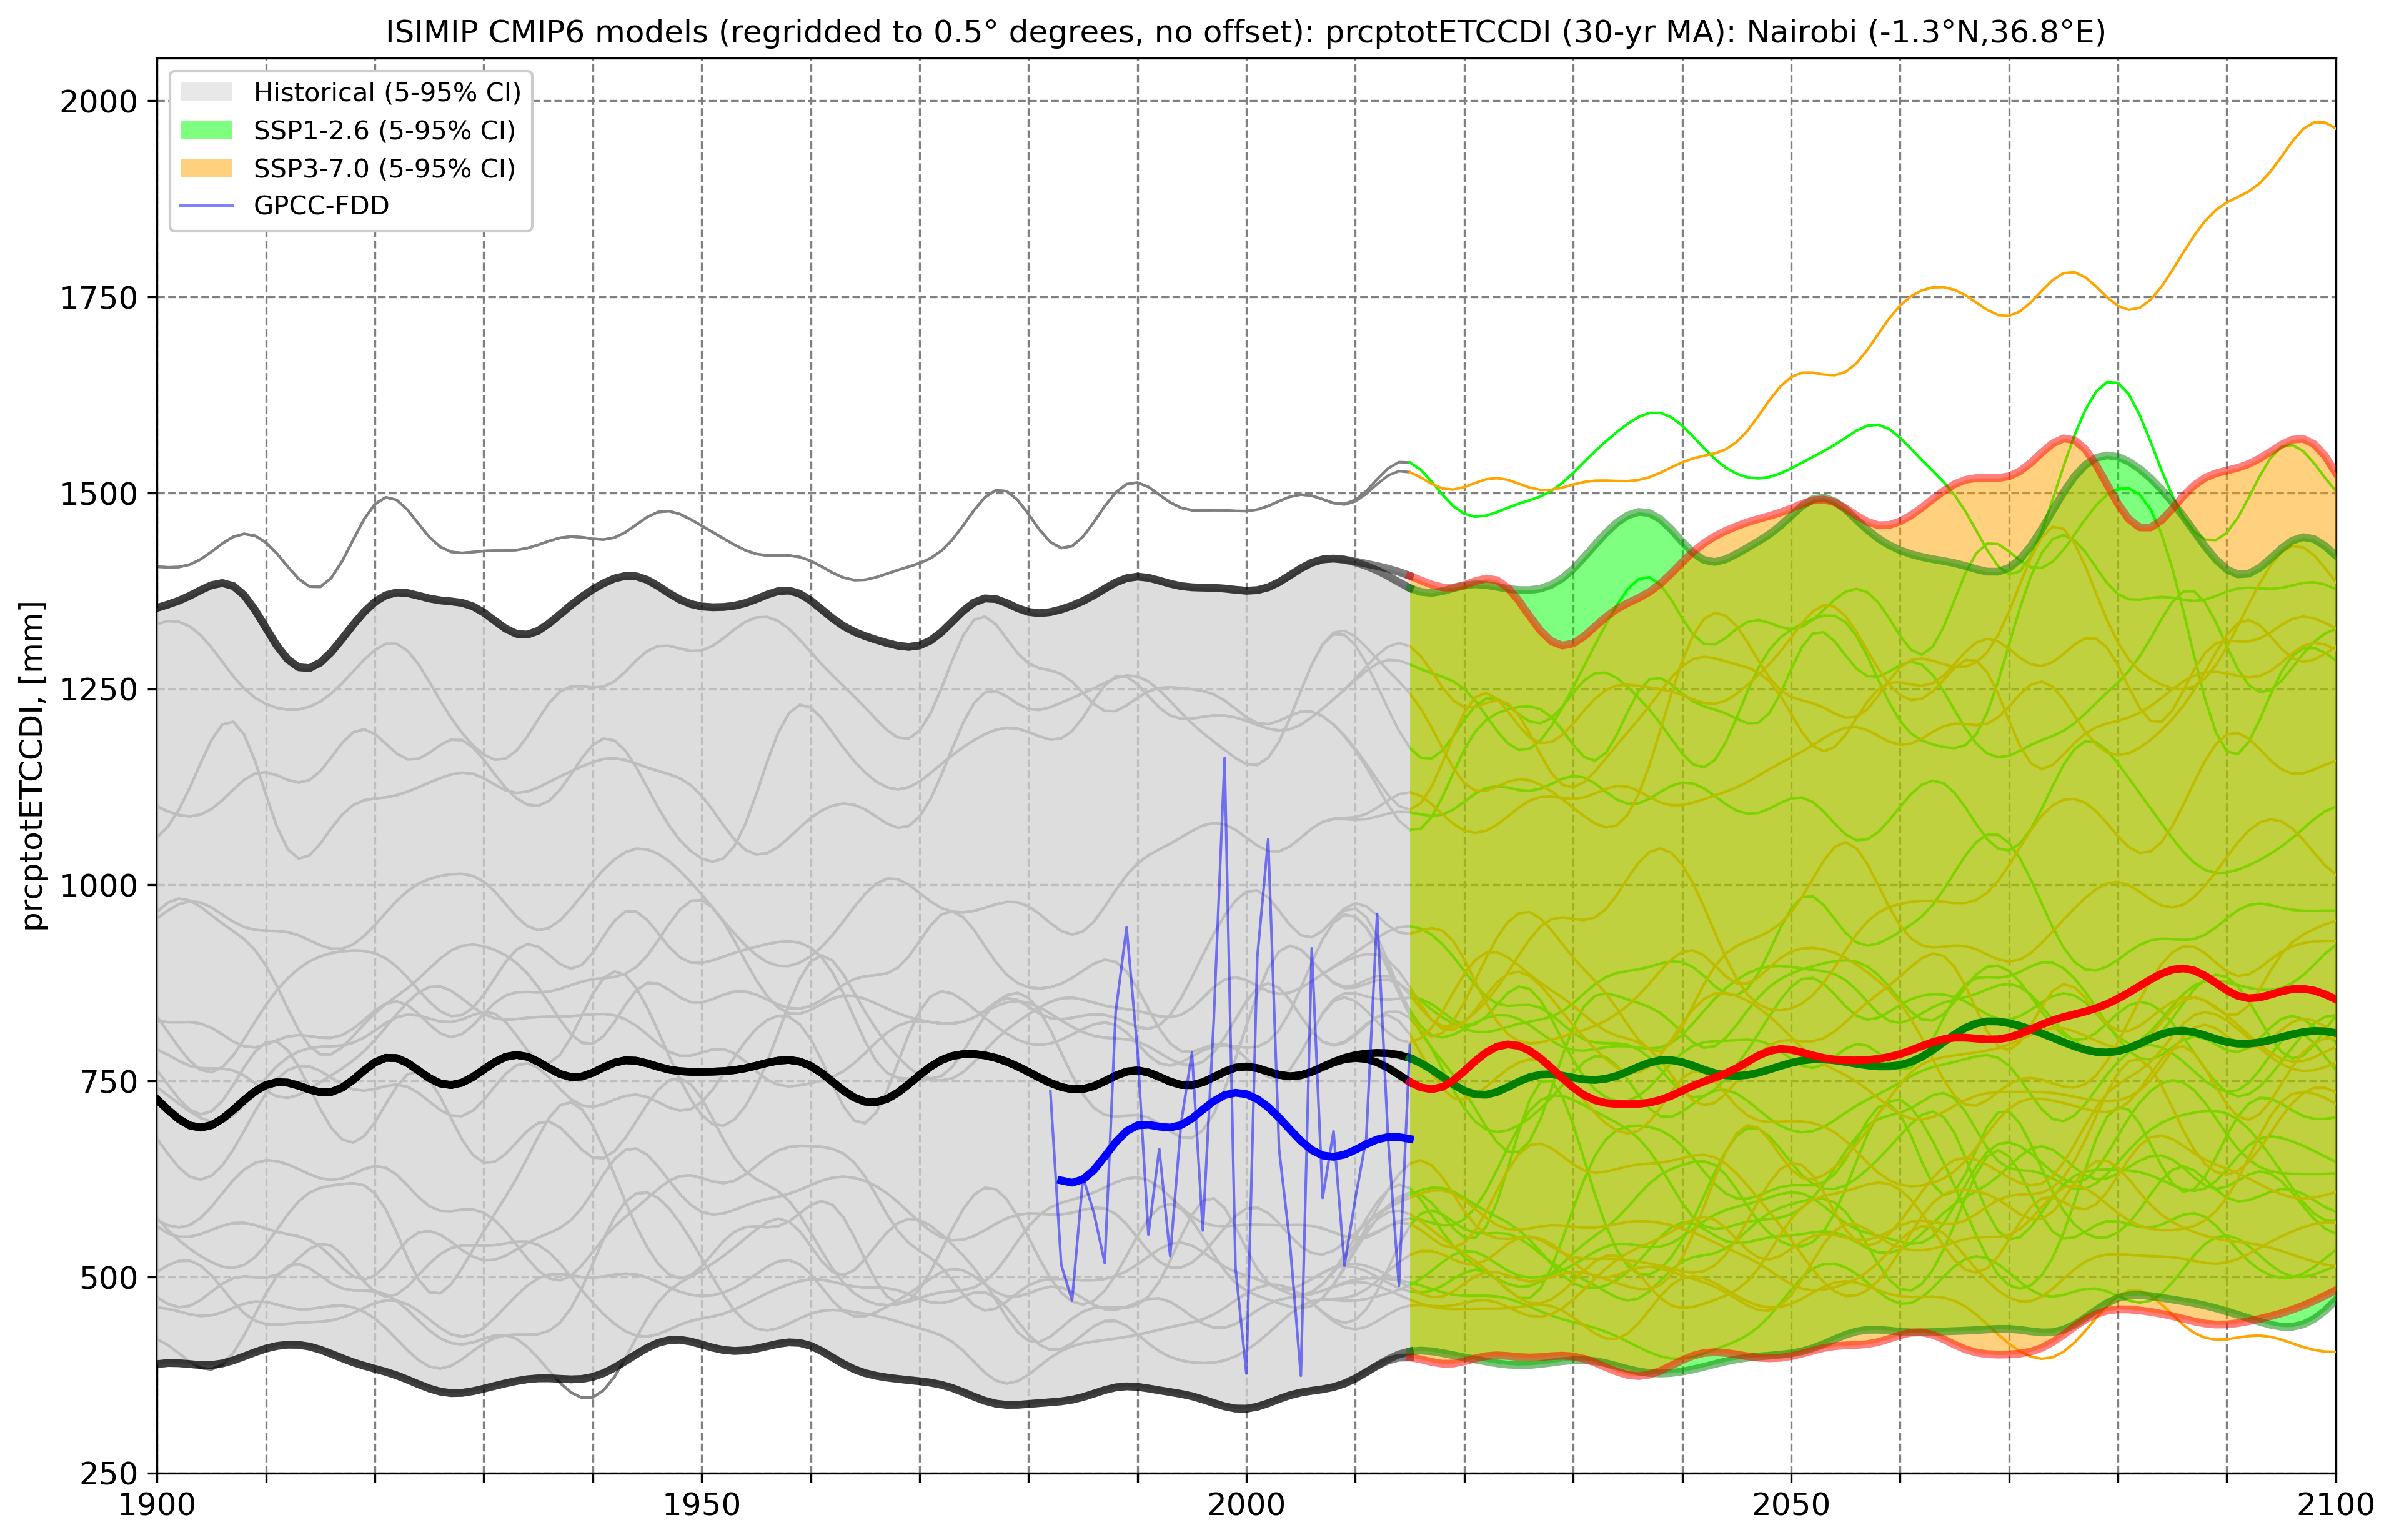 ISIMIP CMIP6 models (regridded to 0.5° degrees, no offset): prcptotETCCDI (30-yr MA): Nairobi (-1.3°N,36.8°E)
Historical (5-95% CI)
SSP1-2.6 (5-95% CI)
SSP3-7.0 (5-95% CI)
GPCC-FDD
prcptotETCCDI, [mm]
2000
1750
1500
1250
1000
750
500
250
1900
1950
2000
2050
2100